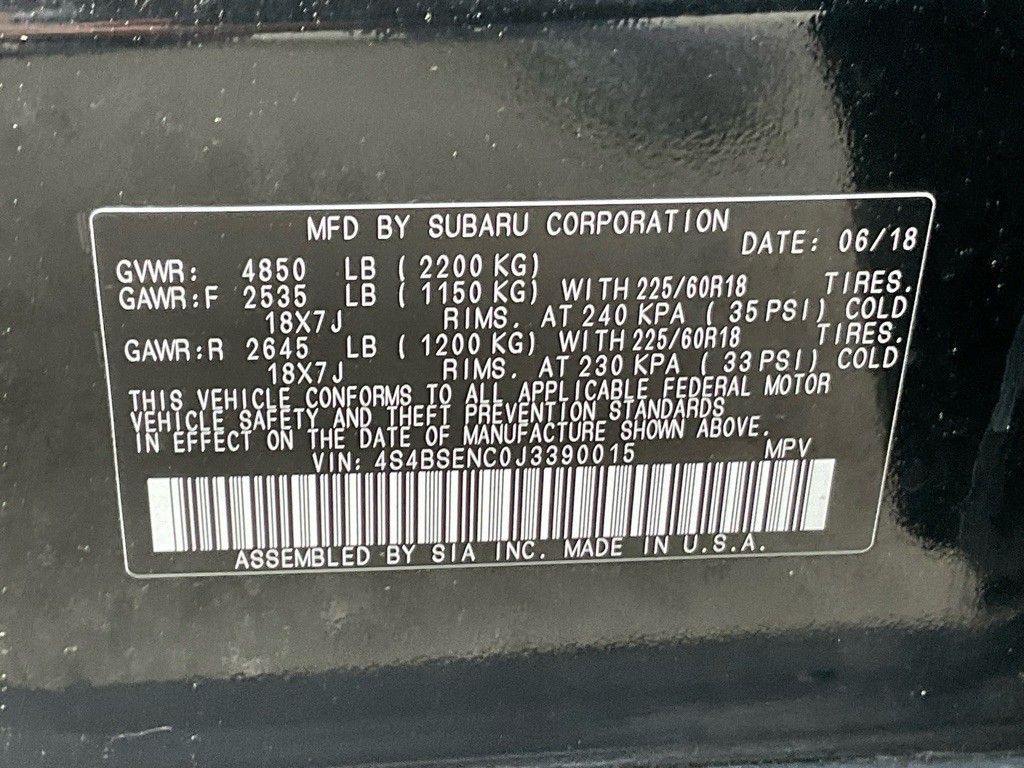 MFD BY SUBARU CORPORATION
DATE: 06/18
GVWR: 4850 LB ( 2200 KG)
GAWR:F 2535 LB ( 1150 KG) WITH 225/60R18 TIRES.
18X7J RIMS. AT 240 KPA ( 35 PSI) COLD
GAWR:R 2645 LB ( 1200 KG) WITH 225/60R18 TIRES.
18X7J RIMS. AT 230 KPA ( 33 PSI) COLD
THIS VEHICLE CONFORMS TO ALL APPLICABLE FEDERAL MOTOR
VEHICLE SAFETY AND THEFT PREVENTION STANDARDS
IN EFFECT ON THE DATE OF MANUFACTURE SHOWN ABOVE.
VIN: 4S4BSENC0J3390015 MPV
ASSEMBLED BY SIA INC. MADE IN U.S.A.